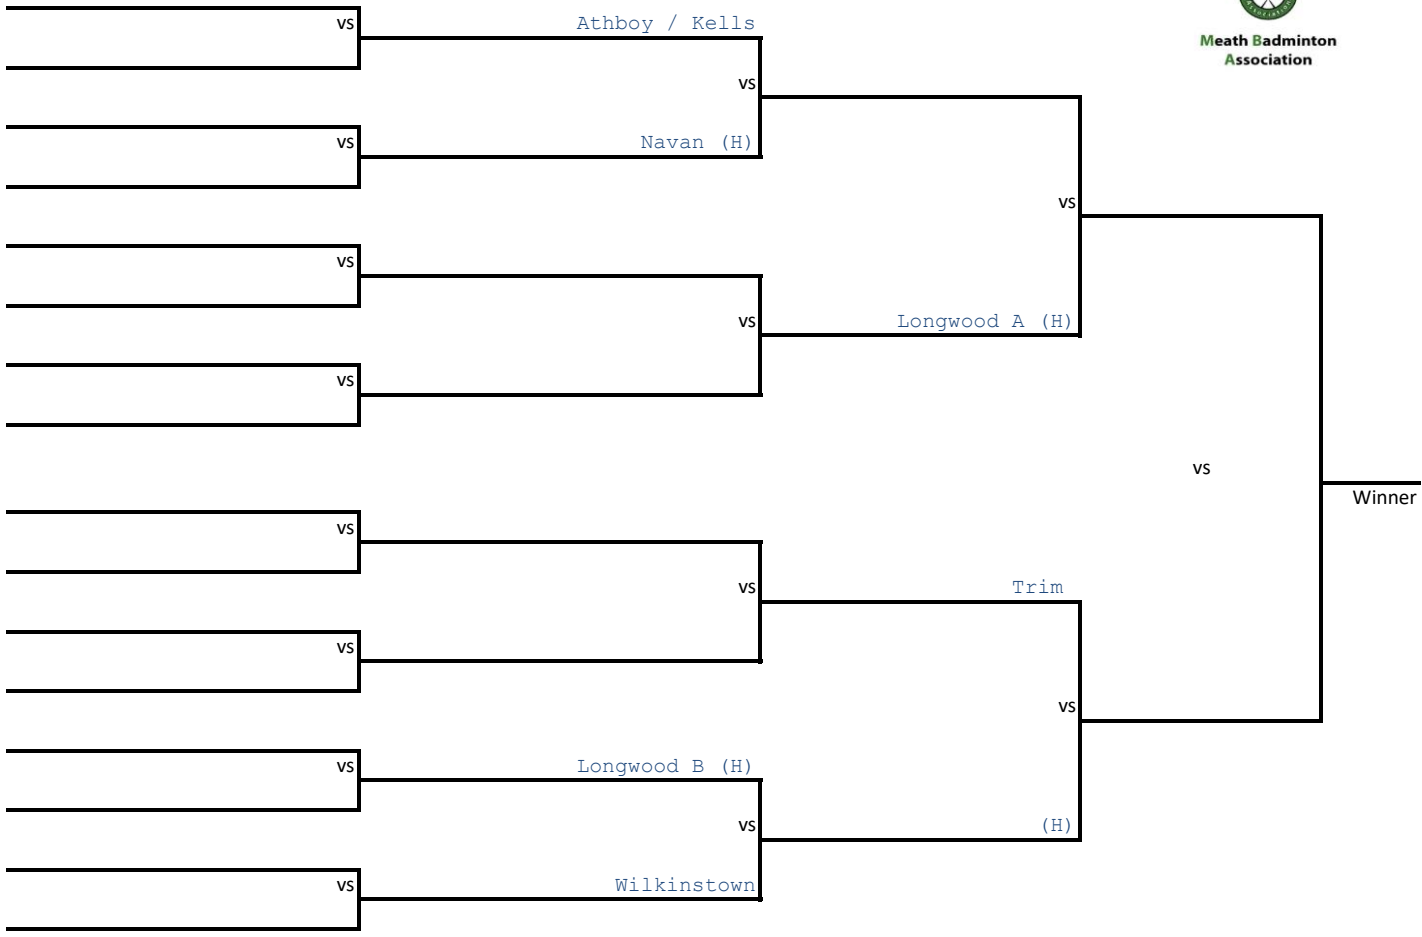 vs
Athboy / Kells
Meath Badminton
Association
vs
vs
Navan (H)
vs
vs
vs
Longwood A (H)
vs
vs
Winner
vs
vs
Trim
vs
vs
vs
Longwood B (H)
vs
(H)
vs
Wilkinstown